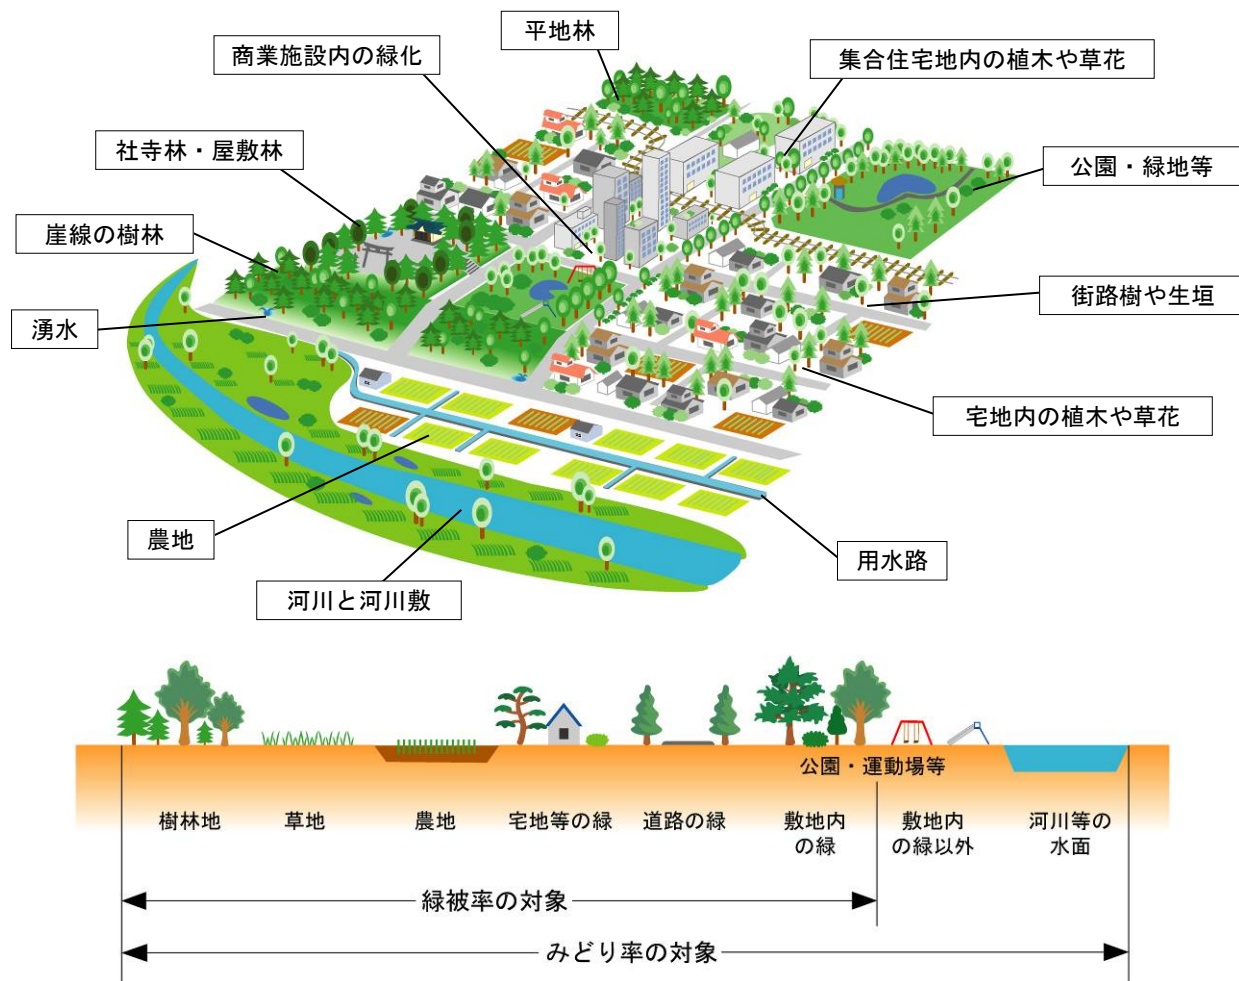 平地林
商業施設内の緑化
集合住宅地内の植木や草花
社寺林・屋敷林
公園・緑地等
崖線の樹林
街路樹や生垣
湧水
宅地内の植木や草花
農地
用水路
河川と河川敷
公園・運動場等
樹林地
草地
農地
宅地等の緑
道路の緑
敷地内
の緑
敷地内
の緑以外
河川等の
水面
緑被率の対象
みどり率の対象